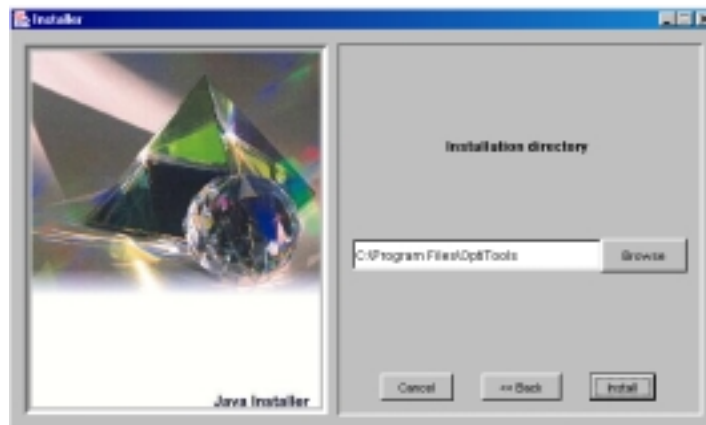 Installer
Installation directory
C:\Program Files\OptiTools
Browse
Cancel
<< Back
Install
Java Installer